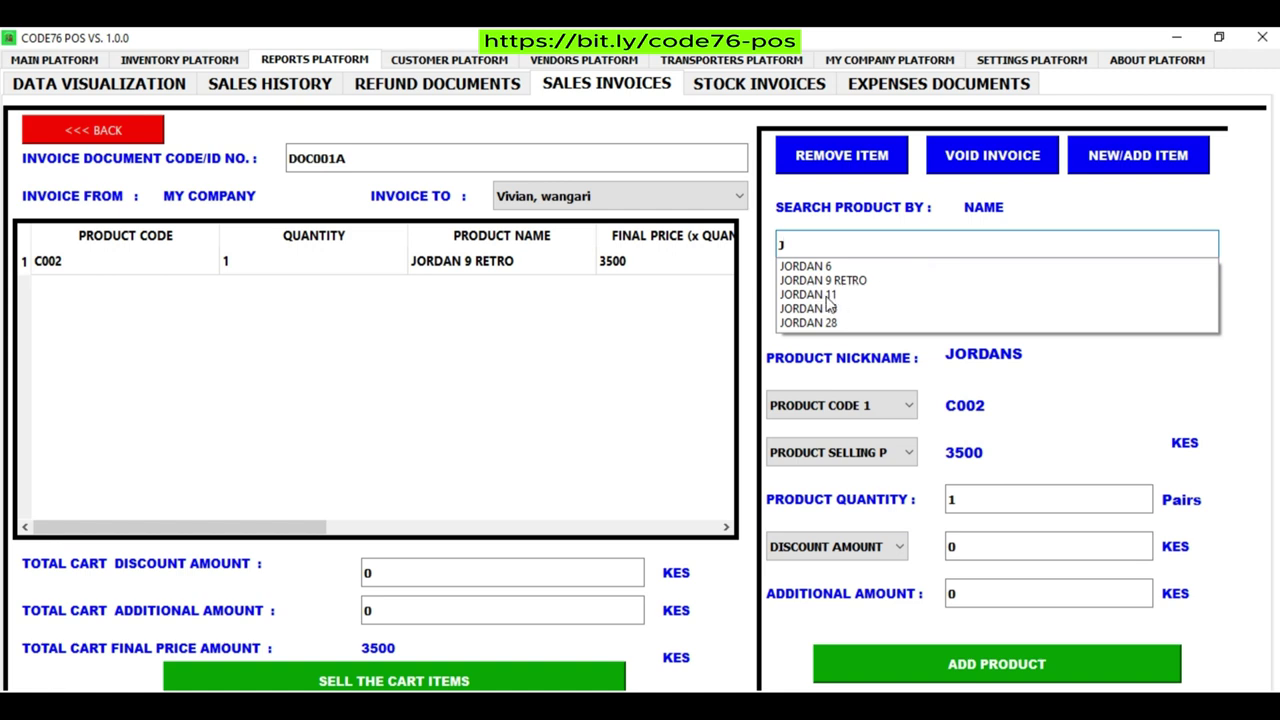 CODE76 POS VS. 1.0.0
https://bit.ly/code76-pos
MAIN PLATFORM INVENTORY PLATFORM REPORTS PLATFORM CUSTOMER PLATFORM VENDORS PLATFORM TRANSPORTERS PLATFORM MY COMPANY PLATFORM SETTINGS PLATFORM ABOUT PLATFORM
DATA VISUALIZATION SALES HISTORY REFUND DOCUMENTS SALES INVOICES STOCK INVOICES EXPENSES DOCUMENTS
<<< BACK
INVOICE DOCUMENT CODE/ID NO. : DOC001A
INVOICE FROM : MY COMPANY INVOICE TO : Vivian, wangari
PRODUCT CODE QUANTITY PRODUCT NAME FINAL PRICE (x QUAN
1 C002 1 JORDAN 9 RETRO 3500
TOTAL CART DISCOUNT AMOUNT : 0 KES
TOTAL CART ADDITIONAL AMOUNT : 0 KES
TOTAL CART FINAL PRICE AMOUNT : 3500 KES
SELL THE CART ITEMS
REMOVE ITEM VOID INVOICE NEW/ADD ITEM
SEARCH PRODUCT BY : NAME
J
JORDAN 6
JORDAN 9 RETRO
JORDAN 11
JORDAN
JORDAN 28
PRODUCT NICKNAME : JORDANS
PRODUCT CODE 1 C002
PRODUCT SELLING P 3500 KES
PRODUCT QUANTITY : 1 Pairs
DISCOUNT AMOUNT 0 KES
ADDITIONAL AMOUNT : 0 KES
ADD PRODUCT